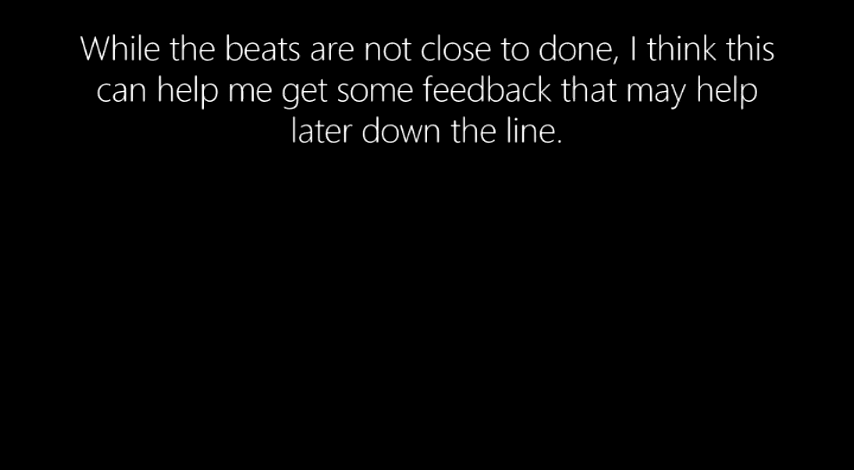 While the beats are not close to done, I think this
can help me get some feedback that may help
later down the line.